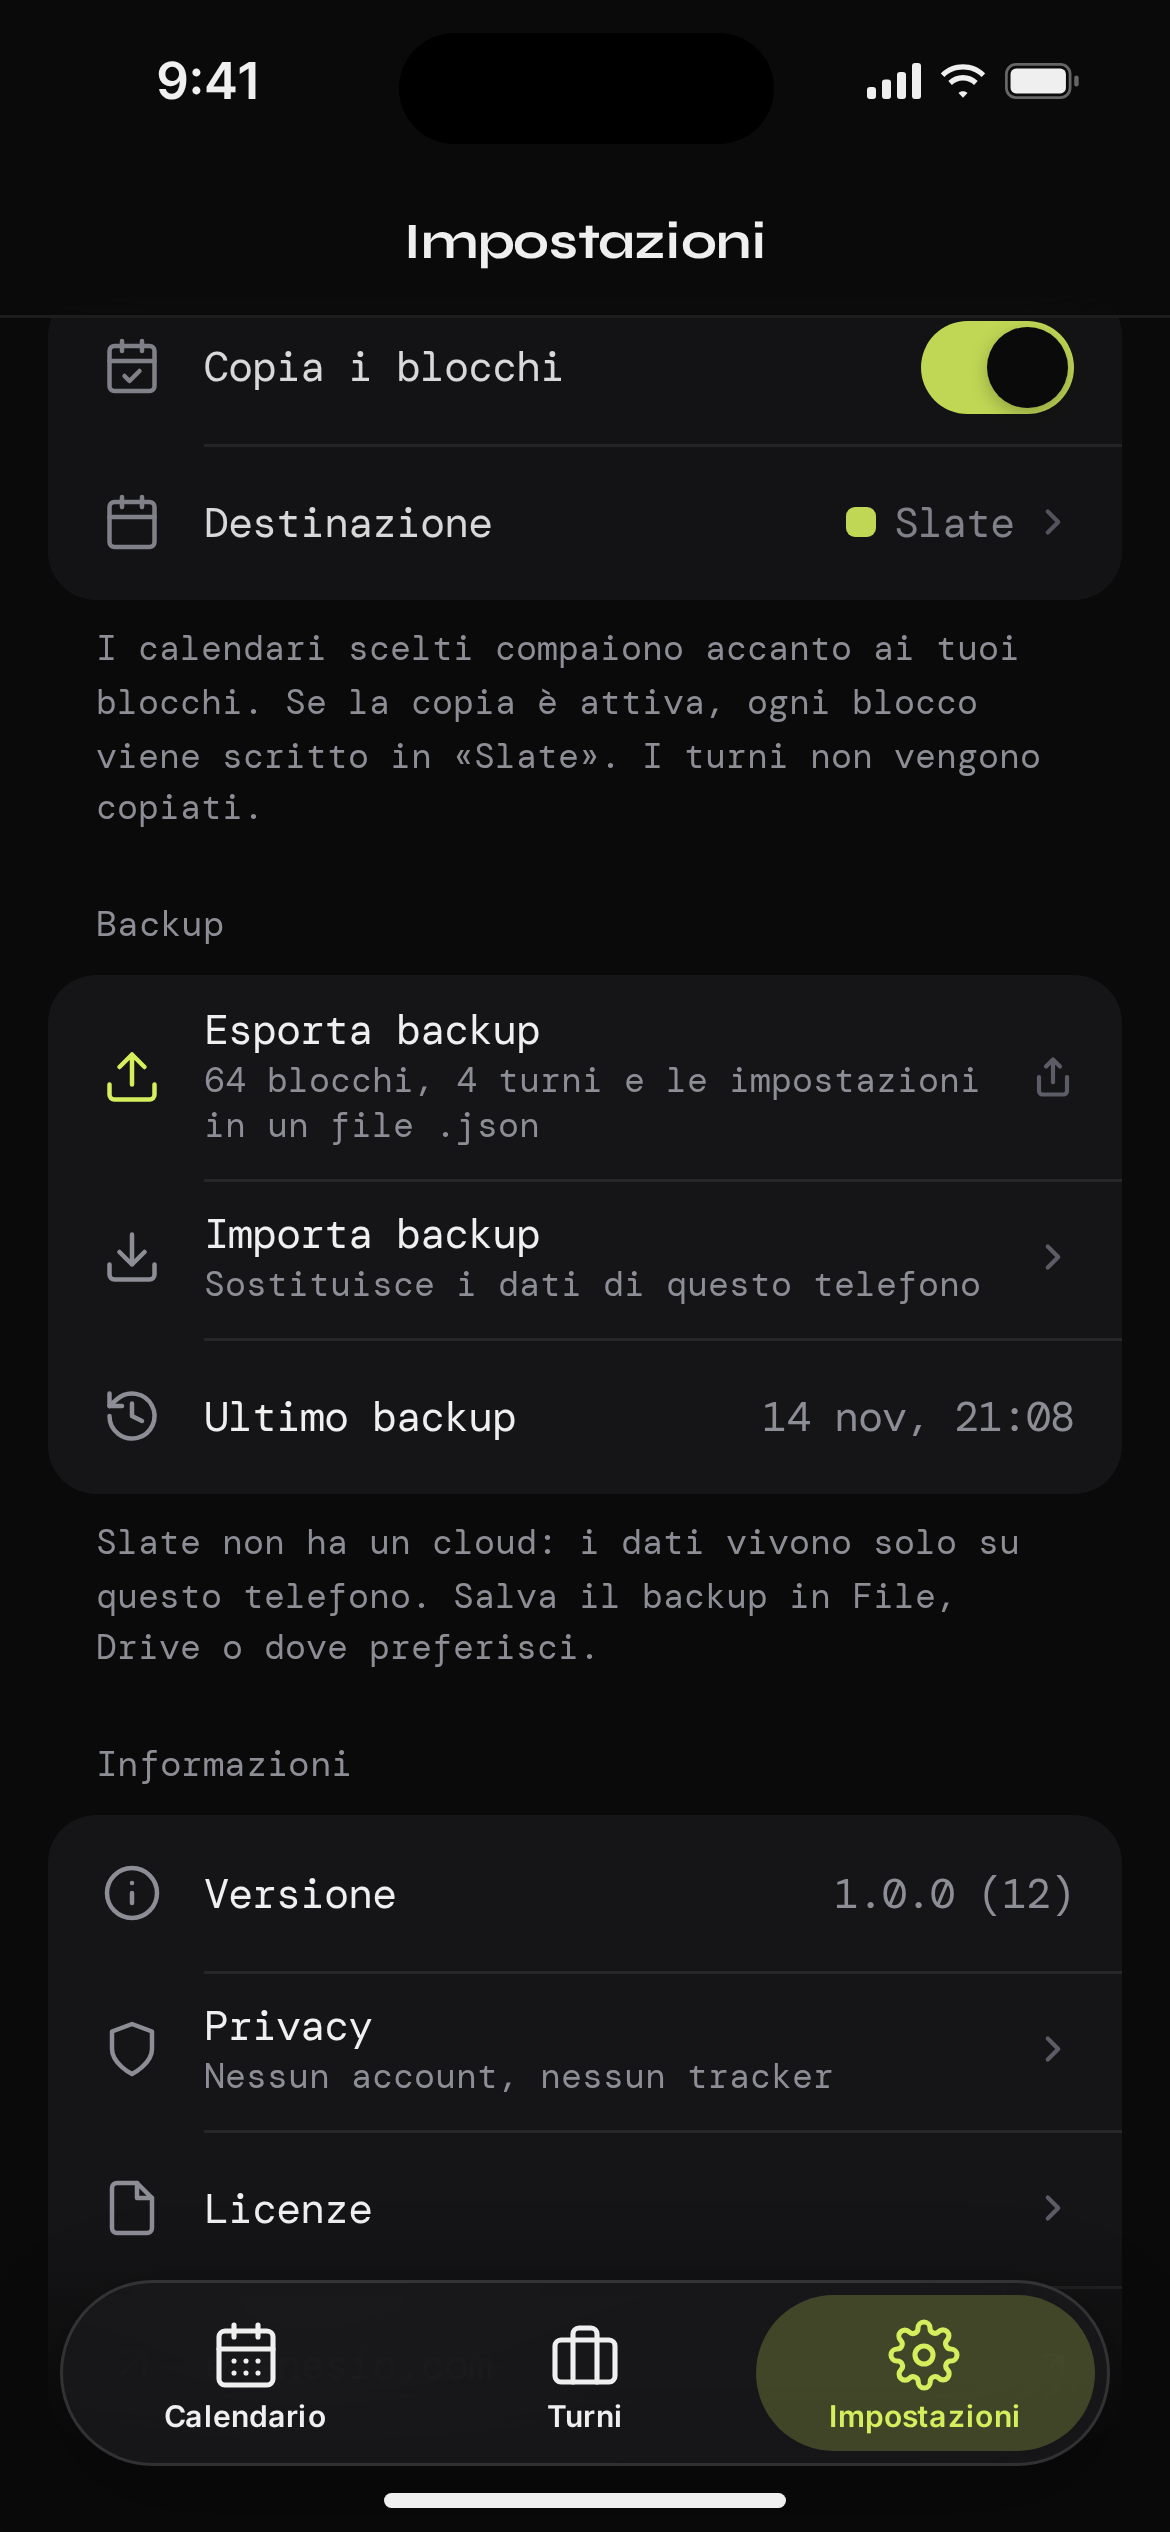 9:41
Impostazioni
Copia i blocchi
Destinazione Slate
I calendari scelti compaiono accanto ai tuoi
blocchi. Se la copia è attiva, ogni blocco
viene scritto in «Slate». I turni non vengono
copiati.
Backup
Esporta backup
64 blocchi, 4 turni e le impostazioni
in un file .json
Importa backup
Sostituisce i dati di questo telefono
Ultimo backup 14 nov, 21:08
Slate non ha un cloud: i dati vivono solo su
questo telefono. Salva il backup in File,
Drive o dove preferisci.
Informazioni
Versione 1.0.0 (12)
Privacy
Nessun account, nessun tracker
Licenze
Calendario Turni Impostazioni